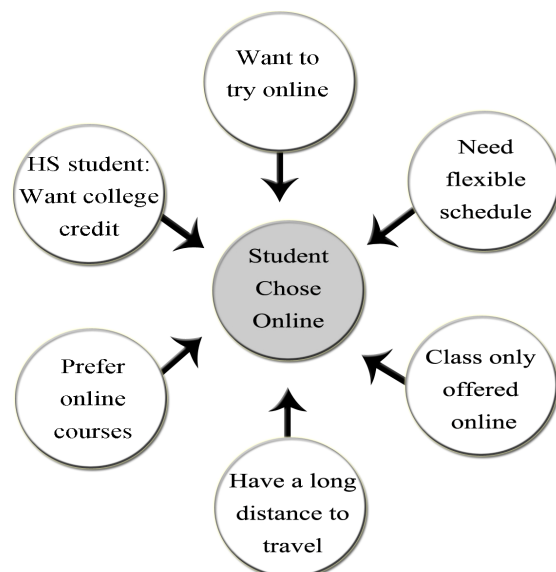 Want to
try online
HS student:
Want college
credit
Need
flexible
schedule
Student
Chose
Online
Prefer
online
courses
Class only
offered
online
Have a long
distance to
travel